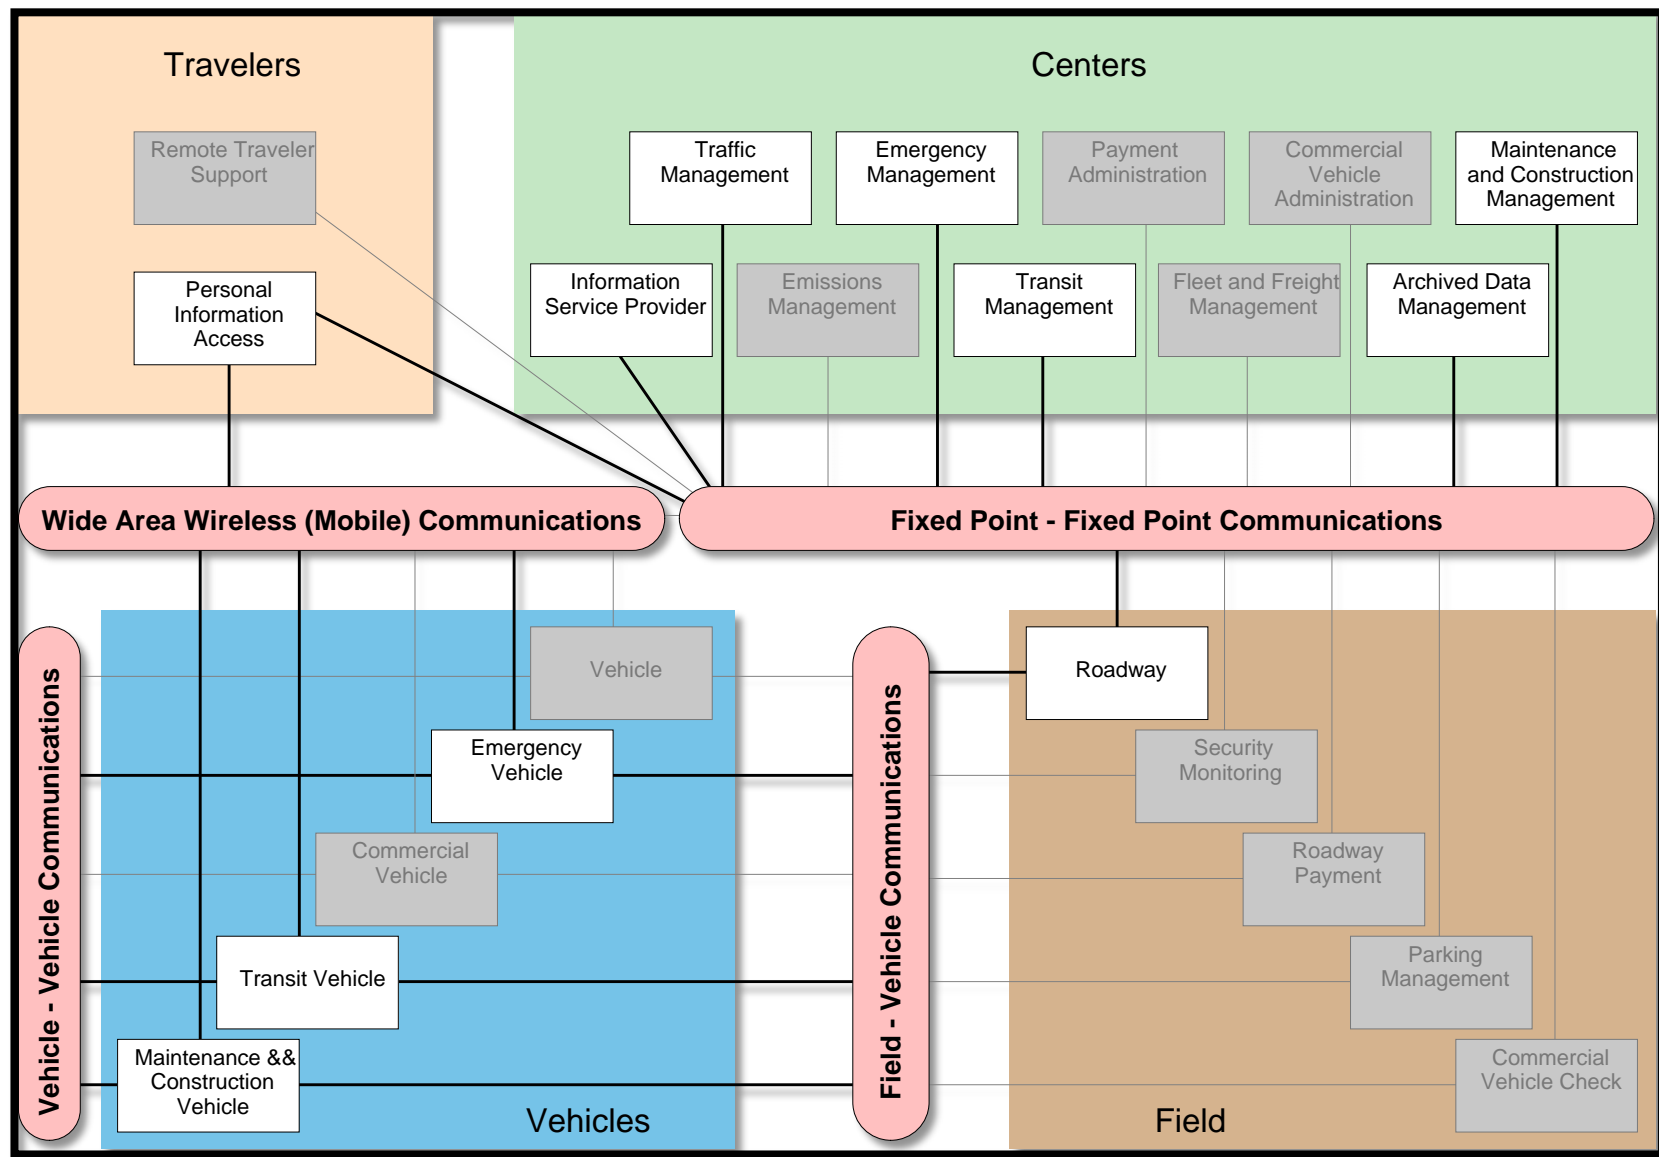 Travelers
Centers
Remote Traveler
Support
Traffic
Management
Emergency
Management
Payment
Administration
Commercial
Vehicle
Administration
Maintenance
and Construction
Management
Personal
Information
Access
Information
Service Provider
Emissions
Management
Transit
Management
Fleet and Freight
Management
Archived Data
Management
Wide Area Wireless (Mobile) Communications
Fixed Point - Fixed Point Communications
Vehicle - Vehicle Communications
Vehicle
Emergency
Vehicle
Commercial
Vehicle
Transit Vehicle
Maintenance &&
Construction
Vehicle
Vehicles
Field - Vehicle Communications
Roadway
Security
Monitoring
Roadway
Payment
Parking
Management
Commercial
Vehicle Check
Field